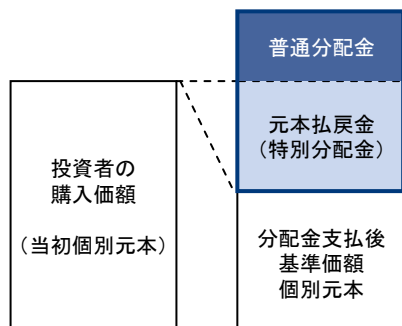 普通分配金
元本払戻金
（特別分配金）
投資者の
購入価額
（当初個別元本）
分配金支払後
基準価額
個別元本